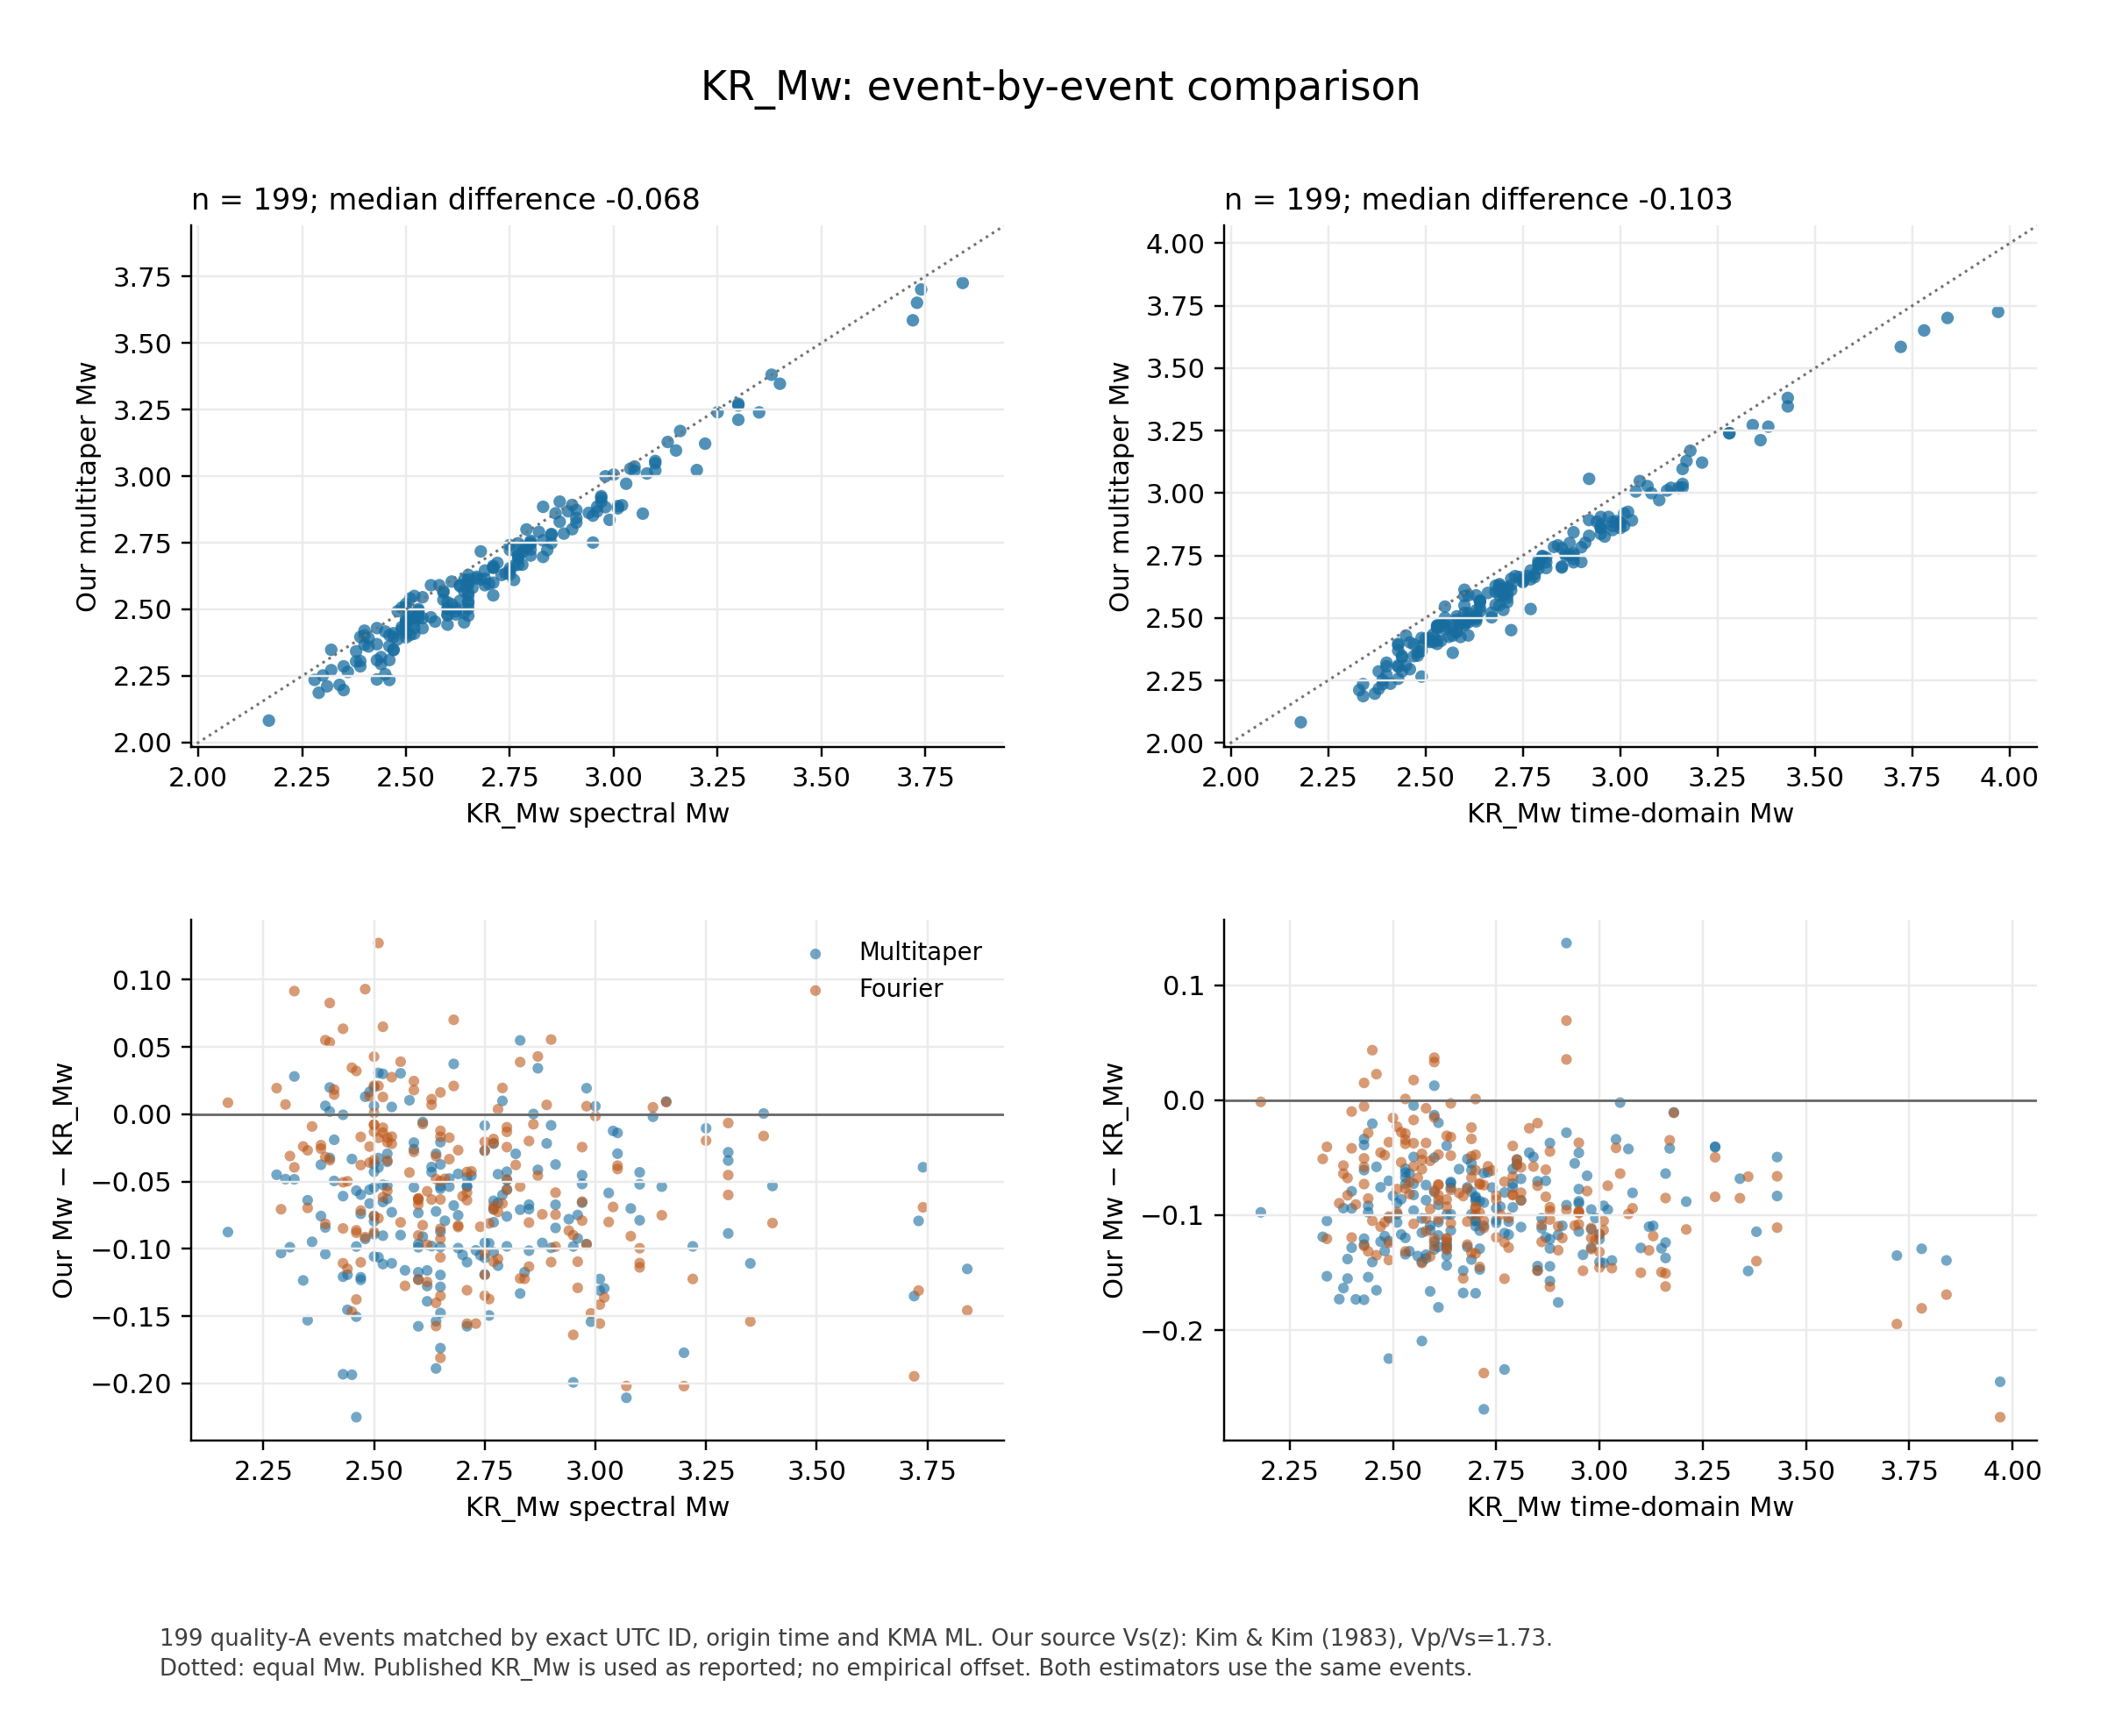 KR_Mw: event-by-event comparison
n = 199; median difference -0.068
3.75
3.50
3.25
3.00
2.75
2.50
2.25
2.00
Our multitaper Mw
2.00 2.25 2.50 2.75 3.00 3.25 3.50 3.75
KR_Mw spectral Mw
n = 199; median difference -0.103
4.00
3.75
3.50
3.25
3.00
2.75
2.50
2.25
2.00
Our multitaper Mw
2.00 2.25 2.50 2.75 3.00 3.25 3.50 3.75 4.00
KR_Mw time-domain Mw
Multitaper
Fourier
0.10
0.05
0.00
−0.05
−0.10
−0.15
−0.20
Our Mw − KR_Mw
2.25 2.50 2.75 3.00 3.25 3.50 3.75
KR_Mw spectral Mw
0.1
0.0
−0.1
−0.2
Our Mw − KR_Mw
2.25 2.50 2.75 3.00 3.25 3.50 3.75 4.00
KR_Mw time-domain Mw
199 quality-A events matched by exact UTC ID, origin time and KMA ML. Our source Vs(z): Kim & Kim (1983), Vp/Vs=1.73.
Dotted: equal Mw. Published KR_Mw is used as reported; no empirical offset. Both estimators use the same events.